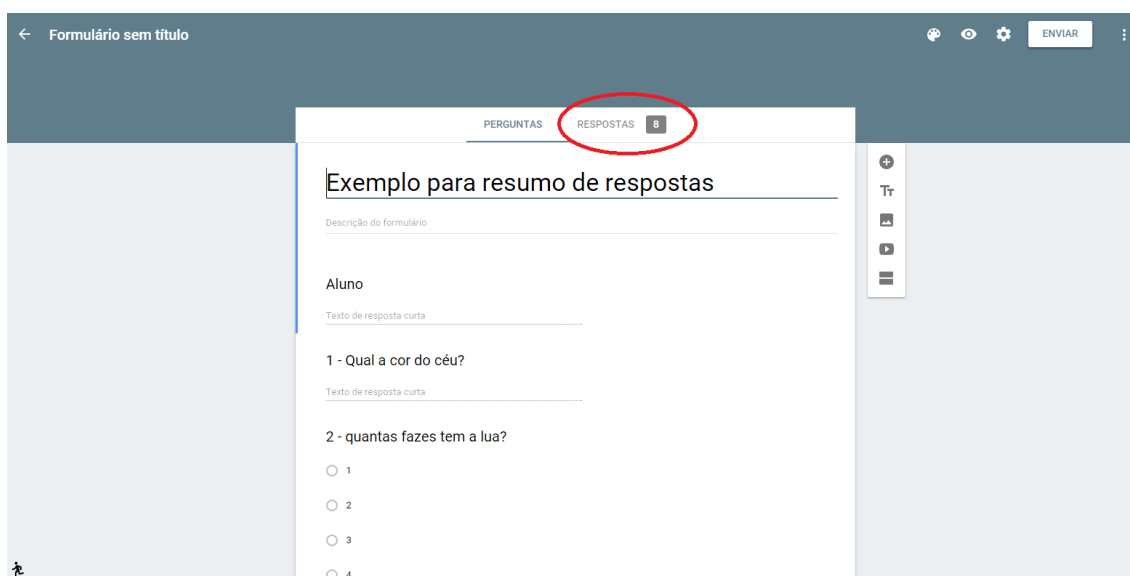 Formulário sem título
ENVIAR
PERGUNTAS RESPOSTAS 8
Exemplo para resumo de respostas
Descrição do formulário
Aluno
Texto de resposta curta
1 - Qual a cor do céu?
Texto de resposta curta
2 - quantas fazes tem a lua?
1
2
3
4